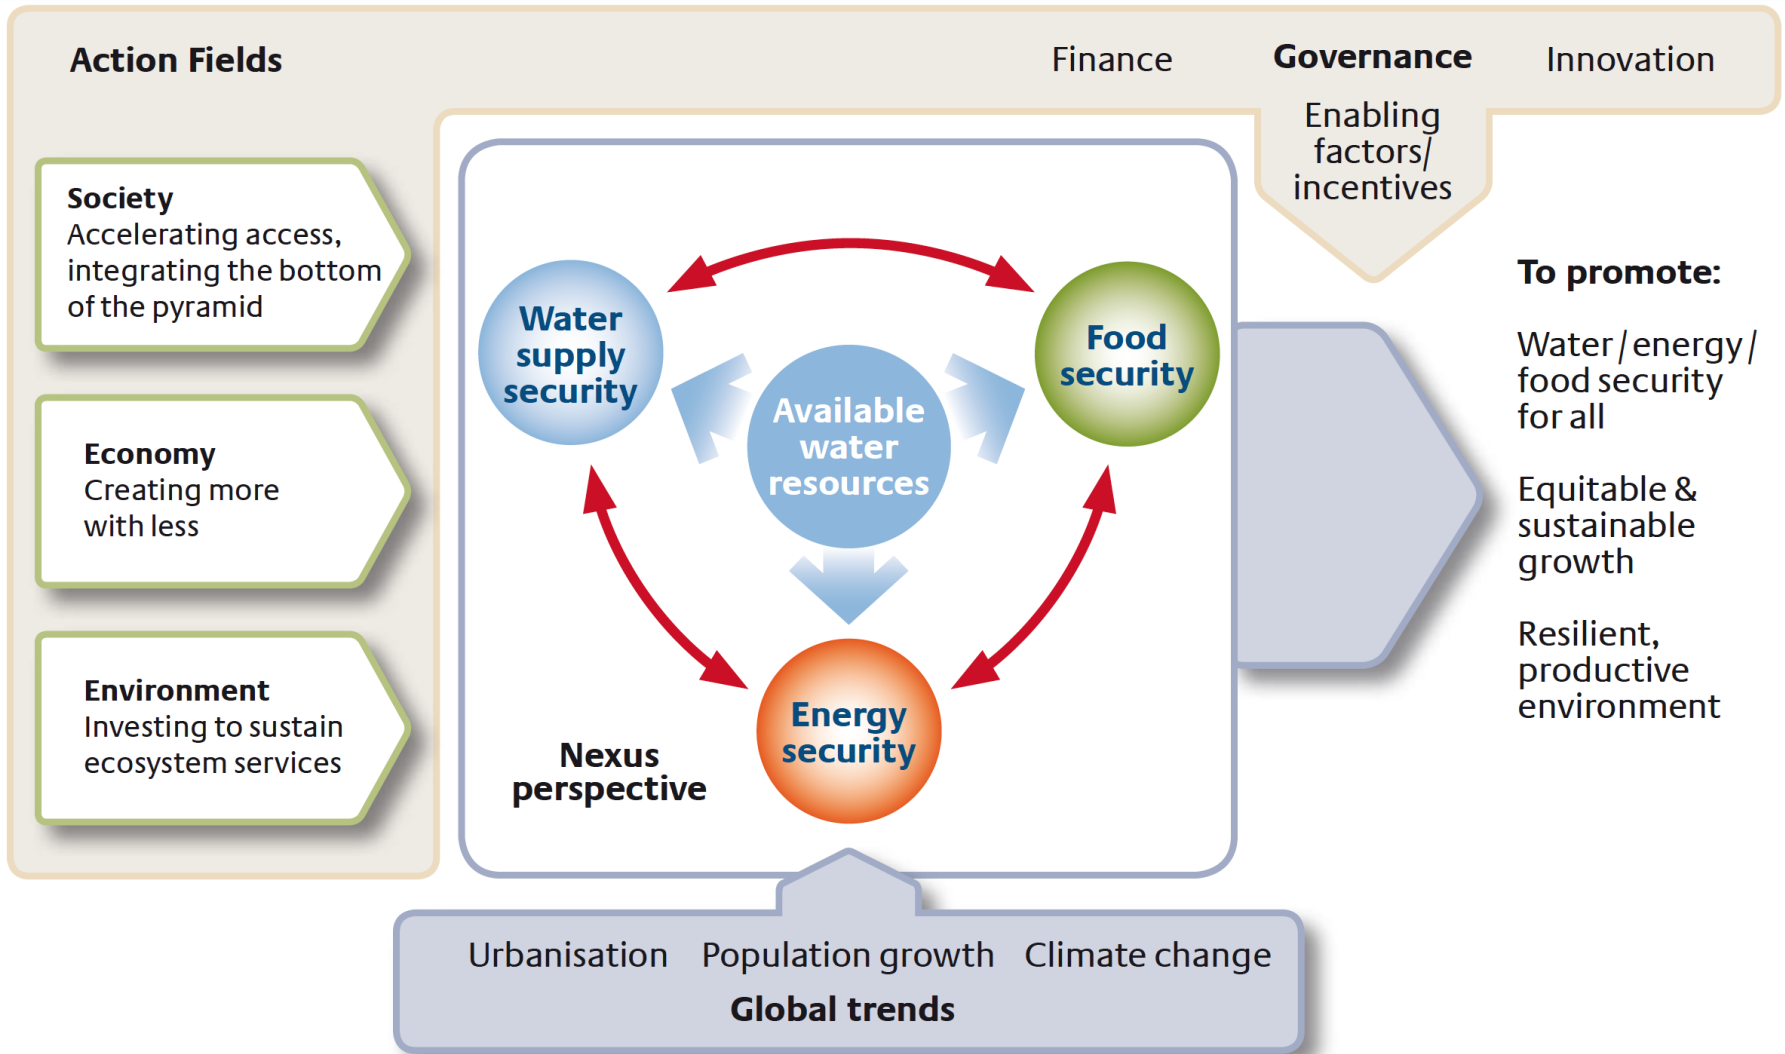 Action Fields
Finance
Governance
Innovation
Enabling
factors/
incentives
Society
Accelerating access,
integrating the bottom
of the pyramid
Economy
Creating more
with less
Environment
Investing to sustain
ecosystem services
Water
supply
security
Food
security
Available
water
resources
Energy
security
Nexus
perspective
To promote:
Water / energy /
food security
for all
Equitable &
sustainable
growth
Resilient,
productive
environment
Urbanisation
Population growth
Climate change
Global trends